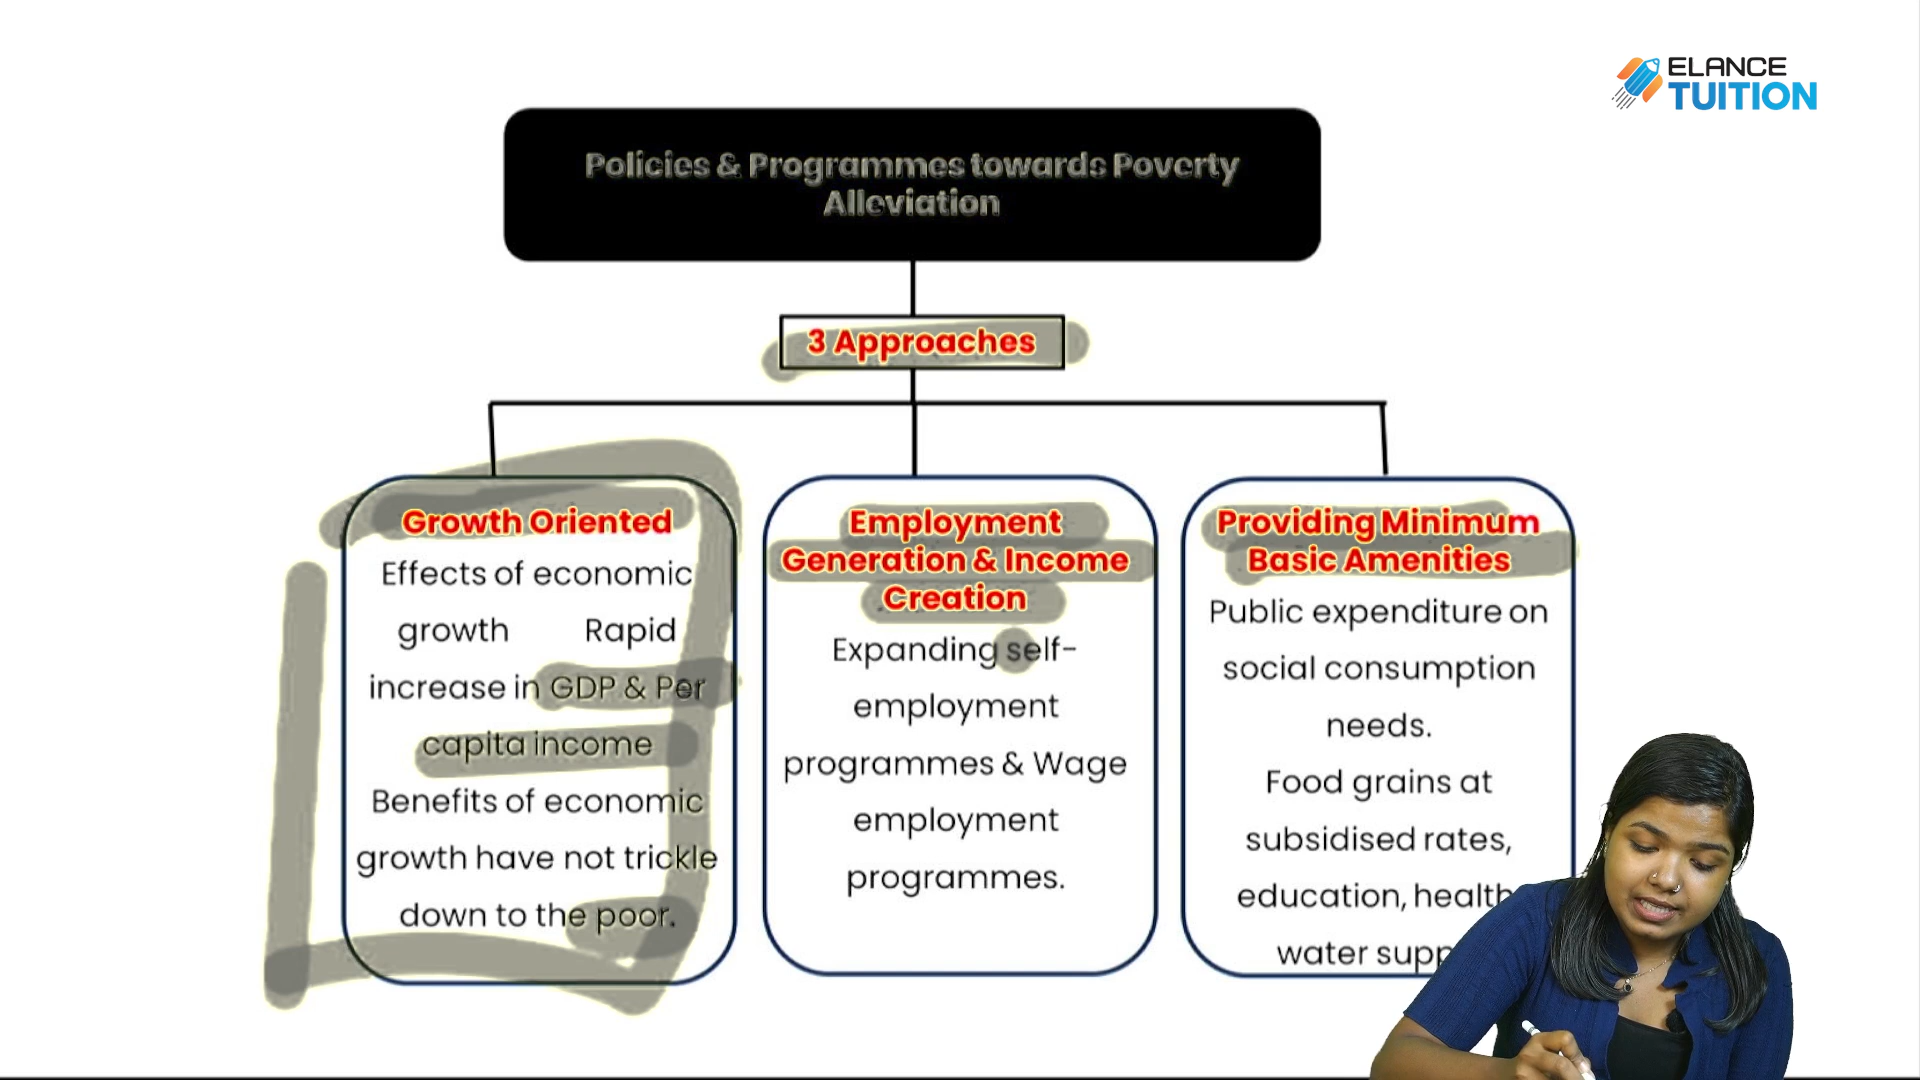 ELANCE
TUITION
Policies & Programmes towards Poverty
Alleviation
3 Approaches
Growth Oriented
Effects of economic
growth Rapid
increase in GDP & Per
capita income
Benefits of economic
growth have not trickle
down to the poor.
Employment
Generation & Income
Creation
Expanding self-
employment
programmes & Wage
employment
programmes.
Providing Minimum
Basic Amenities
Public expenditure on
social consumption
needs.
Food grains at
subsidised rates,
education, health
water